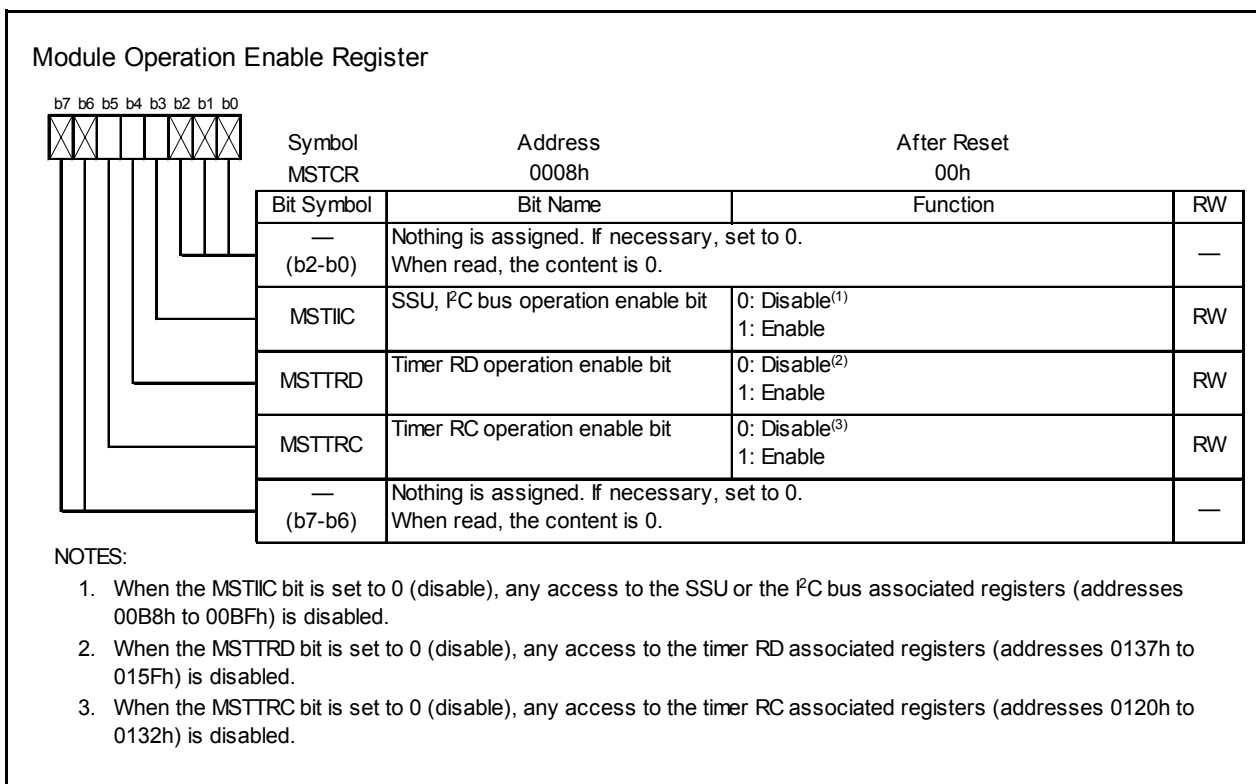 Module Operation Enable Register
b7 b6 b5 b4 b3 b2 b1 b0
Symbol Address After Reset
MSTCR 0008h 00h
Bit Symbol Bit Name Function RW
— Nothing is assigned. If necessary, set to 0.
(b2-b0) When read, the content is 0. —
MSTIIC SSU, I²C bus operation enable bit 0: Disable(1) RW
1: Enable
MSTTRD Timer RD operation enable bit 0: Disable(2) RW
1: Enable
MSTTRC Timer RC operation enable bit 0: Disable(3) RW
1: Enable
— Nothing is assigned. If necessary, set to 0.
(b7-b6) When read, the content is 0. —
NOTES:
1. When the MSTIIC bit is set to 0 (disable), any access to the SSU or the I²C bus associated registers (addresses
00B8h to 00BFh) is disabled.
2. When the MSTTRD bit is set to 0 (disable), any access to the timer RD associated registers (addresses 0137h to
015Fh) is disabled.
3. When the MSTTRC bit is set to 0 (disable), any access to the timer RC associated registers (addresses 0120h to
0132h) is disabled.